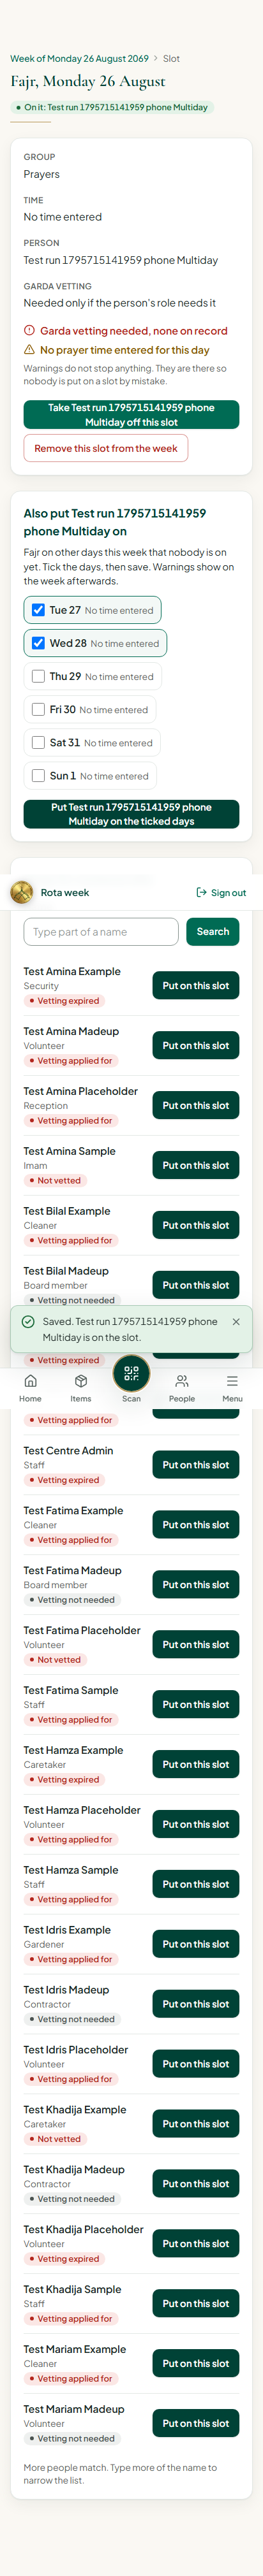 Week of Monday 26 August 2069 > Slot
Fajr, Monday 26 August
On it: Test run 1795715141959 phone Multiday
GROUP
Prayers
TIME
No time entered
PERSON
Test run 1795715141959 phone Multiday
GARDA VETTING
Needed only if the person's role needs it
Garda vetting needed, none on record
No prayer time entered for this day
Warnings do not stop anything. They are there so
nobody is put on a slot by mistake.
Take Test run 1795715141959 phone
Multiday off this slot
Remove this slot from the week
Also put Test run 1795715141959
phone Multiday on
Fajr on other days this week that nobody is on
yet. Tick the days, then save. Warnings show on
the week afterwards.
Tue 27 No time entered
Wed 28 No time entered
Thu 29 No time entered
Fri 30 No time entered
Sat 31 No time entered
Sun 1 No time entered
Put Test run 1795715141959 phone
Multiday on the ticked days
Rota week
Sign out
Type part of a name
Search
Test Amina Example
Security
Vetting expired
Put on this slot
Test Amina Madeup
Volunteer
Vetting applied for
Put on this slot
Test Amina Placeholder
Reception
Vetting applied for
Put on this slot
Test Amina Sample
Imam
Not vetted
Put on this slot
Test Bilal Example
Cleaner
Vetting applied for
Put on this slot
Test Bilal Madeup
Board member
Vetting not needed
Put on this slot
Saved. Test run 1795715141959 phone
Multiday is on the slot.
Vetting expired
Home
Items
Scan
People
Menu
Vetting applied for
Test Centre Admin
Staff
Vetting expired
Put on this slot
Test Fatima Example
Cleaner
Vetting applied for
Put on this slot
Test Fatima Madeup
Board member
Vetting not needed
Put on this slot
Test Fatima Placeholder
Volunteer
Not vetted
Put on this slot
Test Fatima Sample
Staff
Vetting applied for
Put on this slot
Test Hamza Example
Caretaker
Vetting expired
Put on this slot
Test Hamza Placeholder
Volunteer
Vetting applied for
Put on this slot
Test Hamza Sample
Staff
Vetting applied for
Put on this slot
Test Idris Example
Gardener
Vetting applied for
Put on this slot
Test Idris Madeup
Contractor
Vetting not needed
Put on this slot
Test Idris Placeholder
Volunteer
Vetting applied for
Put on this slot
Test Khadija Example
Caretaker
Not vetted
Put on this slot
Test Khadija Madeup
Contractor
Vetting not needed
Put on this slot
Test Khadija Placeholder
Volunteer
Vetting expired
Put on this slot
Test Khadija Sample
Staff
Vetting applied for
Put on this slot
Test Mariam Example
Cleaner
Vetting applied for
Put on this slot
Test Mariam Madeup
Volunteer
Vetting not needed
Put on this slot
More people match. Type more of the name to
narrow the list.